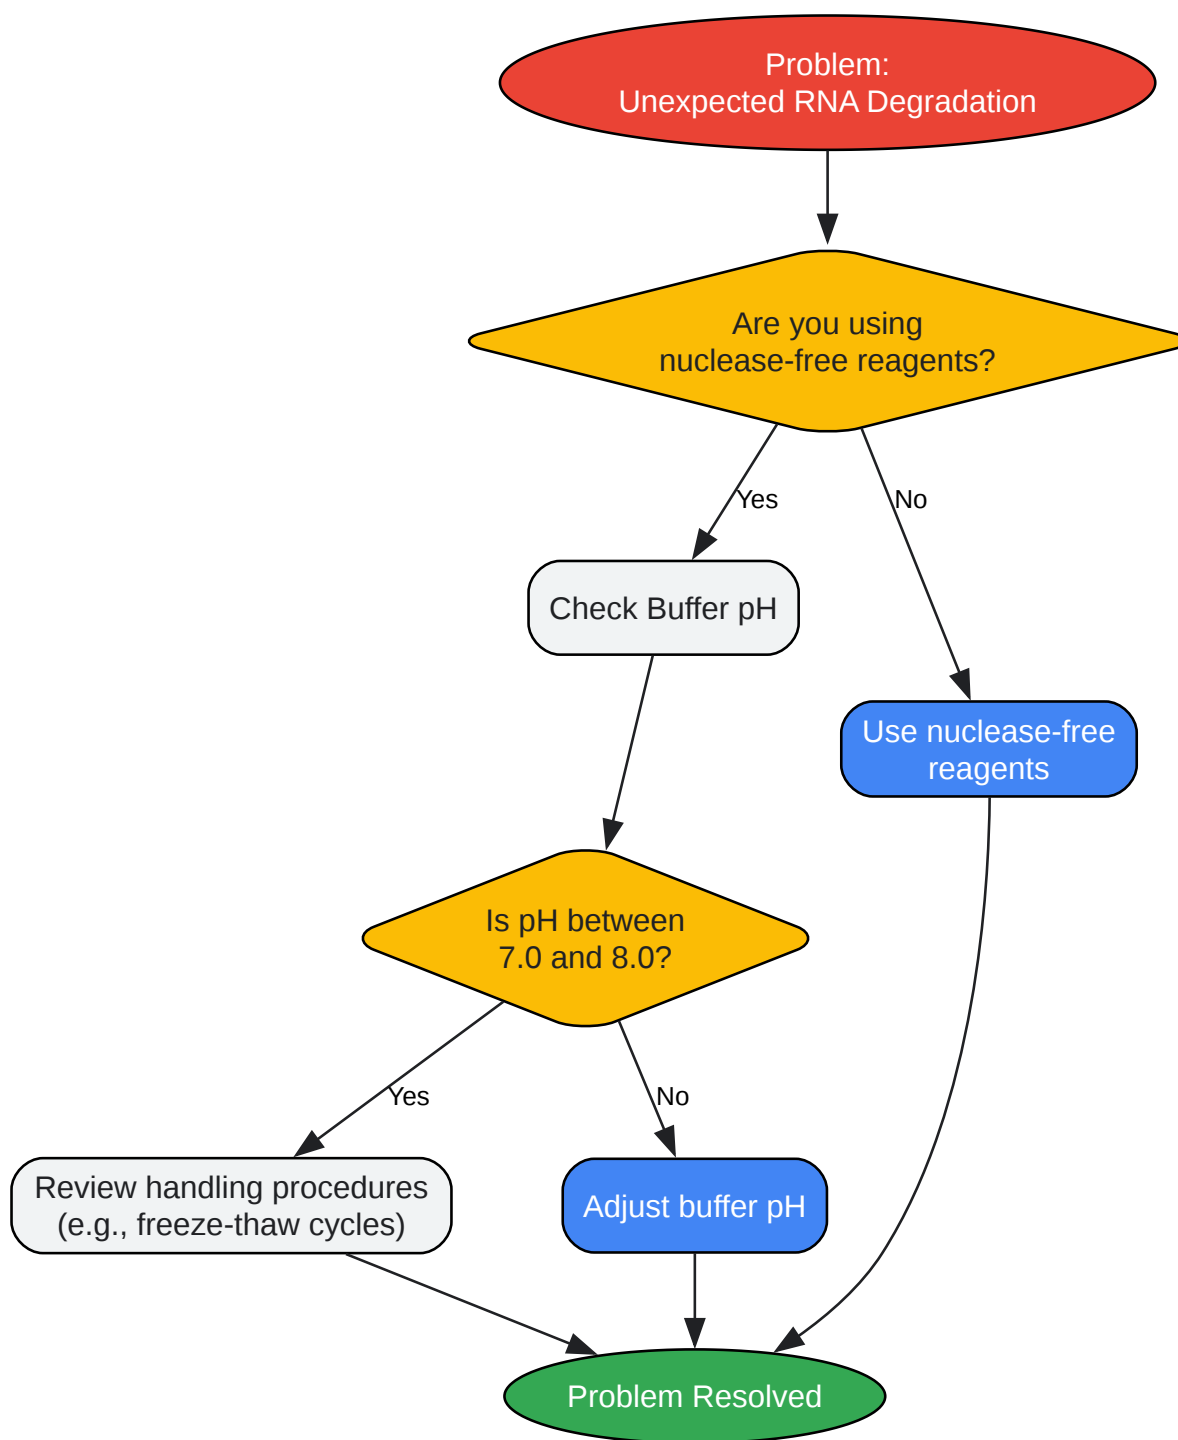 Problem:
Unexpected RNA Degradation
Are you using
nuclease-free reagents?
Yes
No
Check Buffer pH
Use nuclease-free
reagents
Is pH between
7.0 and 8.0?
Yes
No
Review handling procedures
(e.g., freeze-thaw cycles)
Adjust buffer pH
Problem Resolved